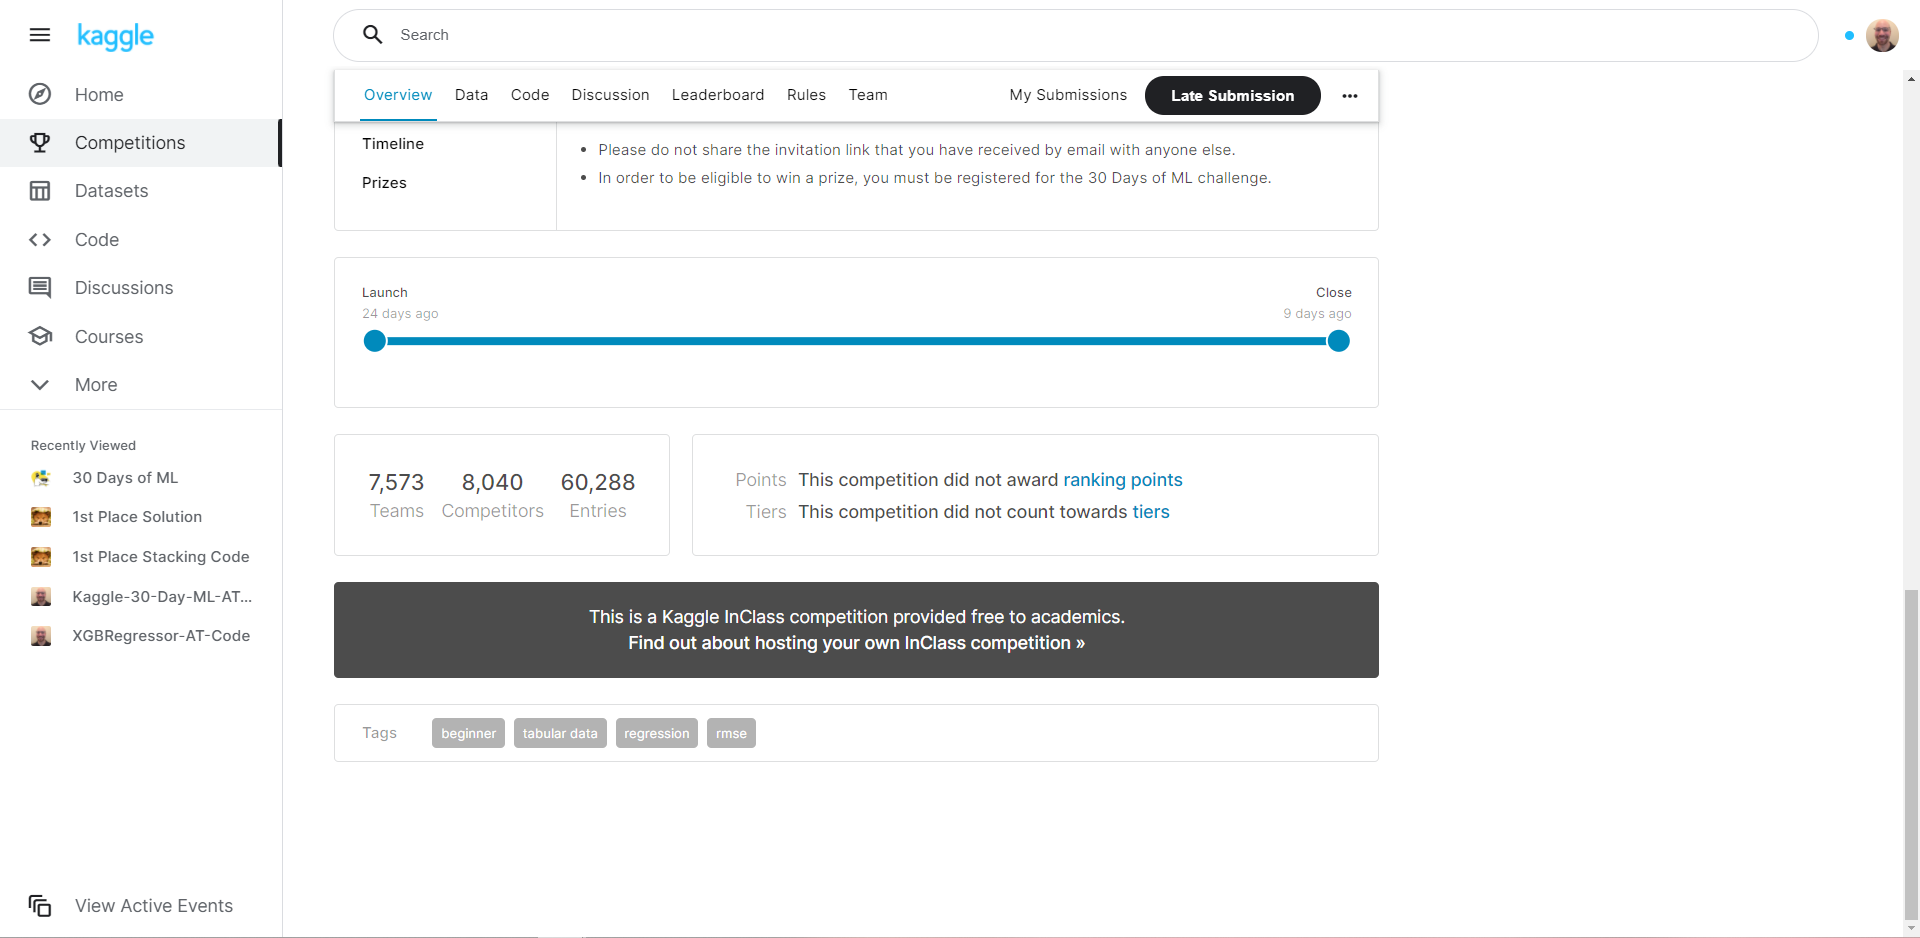 kaggle
Search
Home
Competitions
Datasets
Code
Discussions
Courses
More
Recently Viewed
30 Days of ML
1st Place Solution
1st Place Stacking Code
Kaggle-30-Day-ML-AT...
XGBRegressor-AT-Code
View Active Events
Overview Data Code Discussion Leaderboard Rules Team My Submissions Late Submission
Timeline
Prizes
• Please do not share the invitation link that you have received by email with anyone else.
• In order to be eligible to win a prize, you must be registered for the 30 Days of ML challenge.
Launch Close
24 days ago 9 days ago
7,573 8,040 60,288
Teams Competitors Entries
Points This competition did not award ranking points
Tiers This competition did not count towards tiers
This is a Kaggle InClass competition provided free to academics.
Find out about hosting your own InClass competition »
Tags beginner tabular data regression rmse